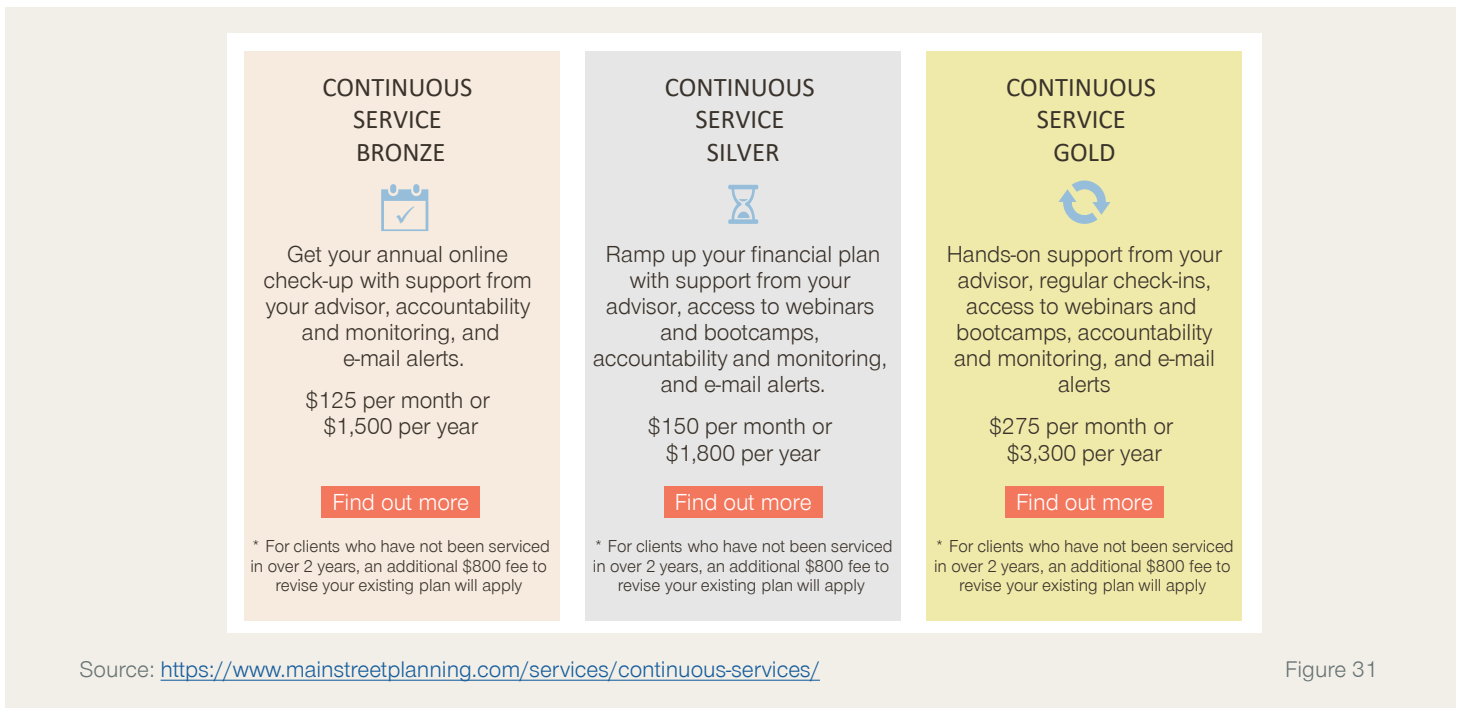 CONTINUOUS
SERVICE
BRONZE
Get your annual online
check-up with support from
your advisor, accountability
and monitoring, and
e-mail alerts.
$125 per month or
$1,500 per year
Find out more
* For clients who have not been serviced
in over 2 years, an additional $800 fee to
revise your existing plan will apply
CONTINUOUS
SERVICE
SILVER
Ramp up your financial plan
with support from your
advisor, access to webinars
and bootcamps,
accountability and monitoring,
and e-mail alerts.
$150 per month or
$1,800 per year
Find out more
* For clients who have not been serviced
in over 2 years, an additional $800 fee to
revise your existing plan will apply
CONTINUOUS
SERVICE
GOLD
Hands-on support from your
advisor, regular check-ins,
access to webinars and
bootcamps, accountability
and monitoring, and e-mail
alerts
$275 per month or
$3,300 per year
Find out more
* For clients who have not been serviced
in over 2 years, an additional $800 fee to
revise your existing plan will apply
Source: https://www.mainstreetplanning.com/services/continuous-services/
Figure 31